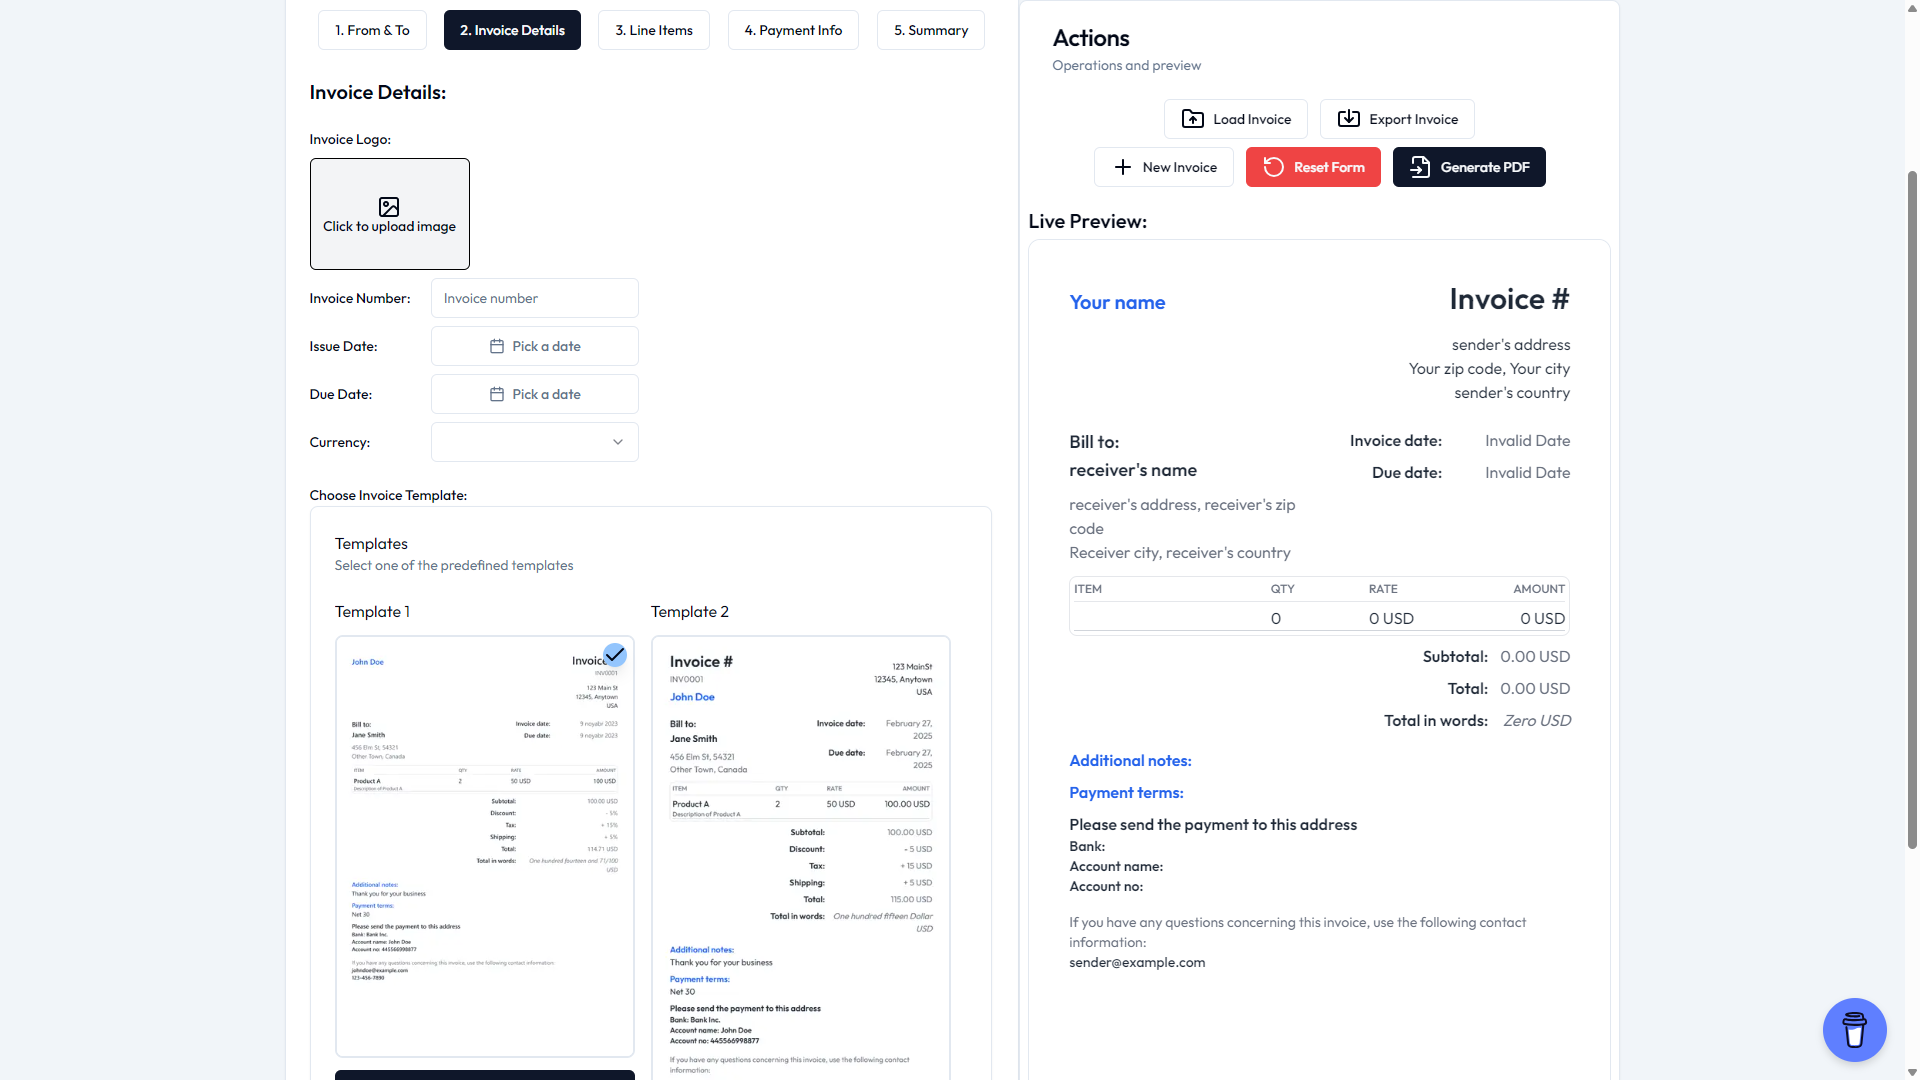 1. From & To
2. Invoice Details
3. Line Items
4. Payment Info
5. Summary
Invoice Details:
Invoice Logo:
Click to upload image
Invoice Number:
Invoice number
Issue Date:
Pick a date
Due Date:
Pick a date
Currency:
Choose Invoice Template:
Templates
Select one of the predefined templates
Template 1
John Doe
Invoice
INV0001
123 Main St
12345, Anytown
USA
Bill to:
Jane Smith
456 Elm St, 54321
Other Town, Canada
Invoice date:
9 noyabr 2023
Due date:
9 noyabr 2023
ITEM QTY RATE AMOUNT
Product A 2 50 USD 100 USD
Description of Product A
Subtotal: 100.00 USD
Discount: - 5%
Tax: + 15%
Shipping: + 5%
Total: 114.71 USD
Total in words: One hundred fourteen and 71/100
USD
Additional notes:
Thank you for your business
Payment terms:
Net 30
Please send the payment to this address
Bank: Bank Inc.
Account name: John Doe
Account no: 445566998877
If you have any questions concerning this invoice, use the following contact information:
johndoe@example.com
123-456-7890
Template 2
Invoice #
INV0001
John Doe
123 MainSt
12345, Anytown
USA
Bill to:
Jane Smith
456 Elm St, 54321
Other Town, Canada
Invoice date: February 27,
2025
Due date: February 27,
2025
ITEM QTY RATE AMOUNT
Product A 2 50 USD 100.00 USD
Description of Product A
Subtotal: 100.00 USD
Discount: - 5 USD
Tax: + 15 USD
Shipping: + 5 USD
Total: 115.00 USD
Total in words: One hundred fifteen Dollar
USD
Additional notes:
Thank you for your business
Payment terms:
Net 30
Please send the payment to this address
Bank: Bank Inc.
Account name: John Doe
Account no: 445566998877
If you have any questions concerning this invoice, use the following contact
information:
Actions
Operations and preview
Load Invoice
Export Invoice
New Invoice
Reset Form
Generate PDF
Live Preview:
Your name
Invoice #
sender's address
Your zip code, Your city
sender's country
Bill to:
receiver's name
receiver's address, receiver's zip
code
Receiver city, receiver's country
Invoice date: Invalid Date
Due date: Invalid Date
ITEM QTY RATE AMOUNT
0 0 USD 0 USD
Subtotal: 0.00 USD
Total: 0.00 USD
Total in words: Zero USD
Additional notes:
Payment terms:
Please send the payment to this address
Bank:
Account name:
Account no:
If you have any questions concerning this invoice, use the following contact
information:
sender@example.com